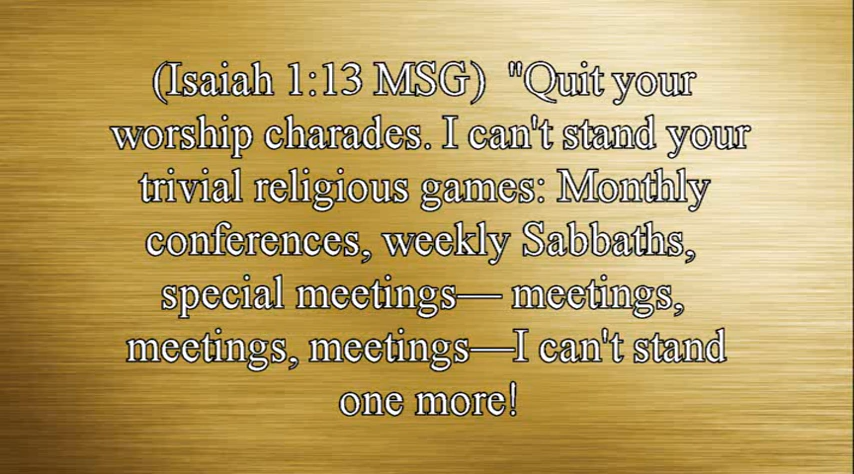 (Isaiah 1:13 MSG)  "Quit your
worship charades. I can't stand your
trivial religious games: Monthly
conferences, weekly Sabbaths,
special meetings— meetings,
meetings, meetings—I can't stand
one more!